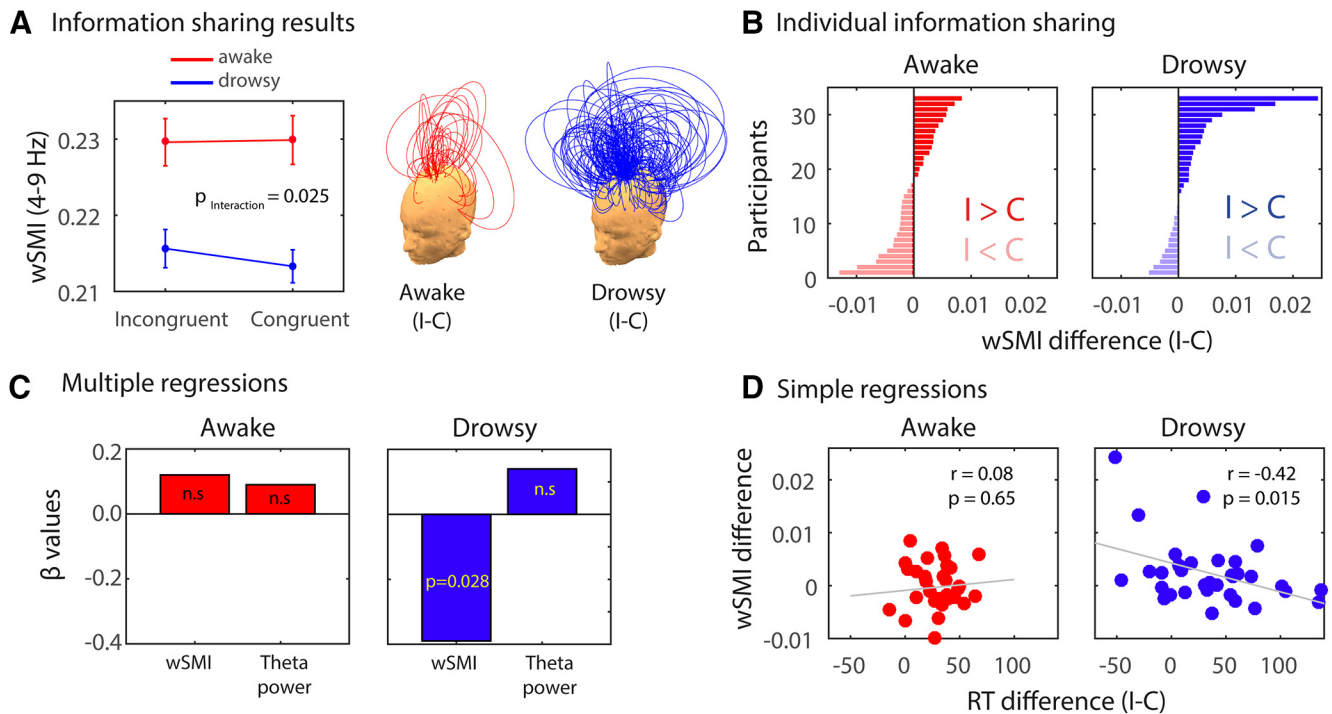 A Information sharing results
awake
drowsy
wSMI (4-9 Hz)
0.23
0.22
0.21
p Interaction = 0.025
Incongruent
Congruent
Awake
(I-C)
Drowsy
(I-C)
B Individual information sharing
Awake
Drowsy
Participants
30
20
10
0
I > C
I < C
I > C
I < C
-0.01
0
0.01
0.02
-0.01
0
0.01
0.02
wSMI difference (I-C)
C Multiple regressions
Awake
Drowsy
β values
0.2
0.0
-0.2
-0.4
n.s
n.s
p=0.028
n.s
wSMI
Theta
power
wSMI
Theta
power
D Simple regressions
Awake
Drowsy
wSMI difference
0.02
0.01
0
-0.01
r = 0.08
p = 0.65
r = -0.42
p = 0.015
-50
0
50
100
-50
0
50
100
RT difference (I-C)